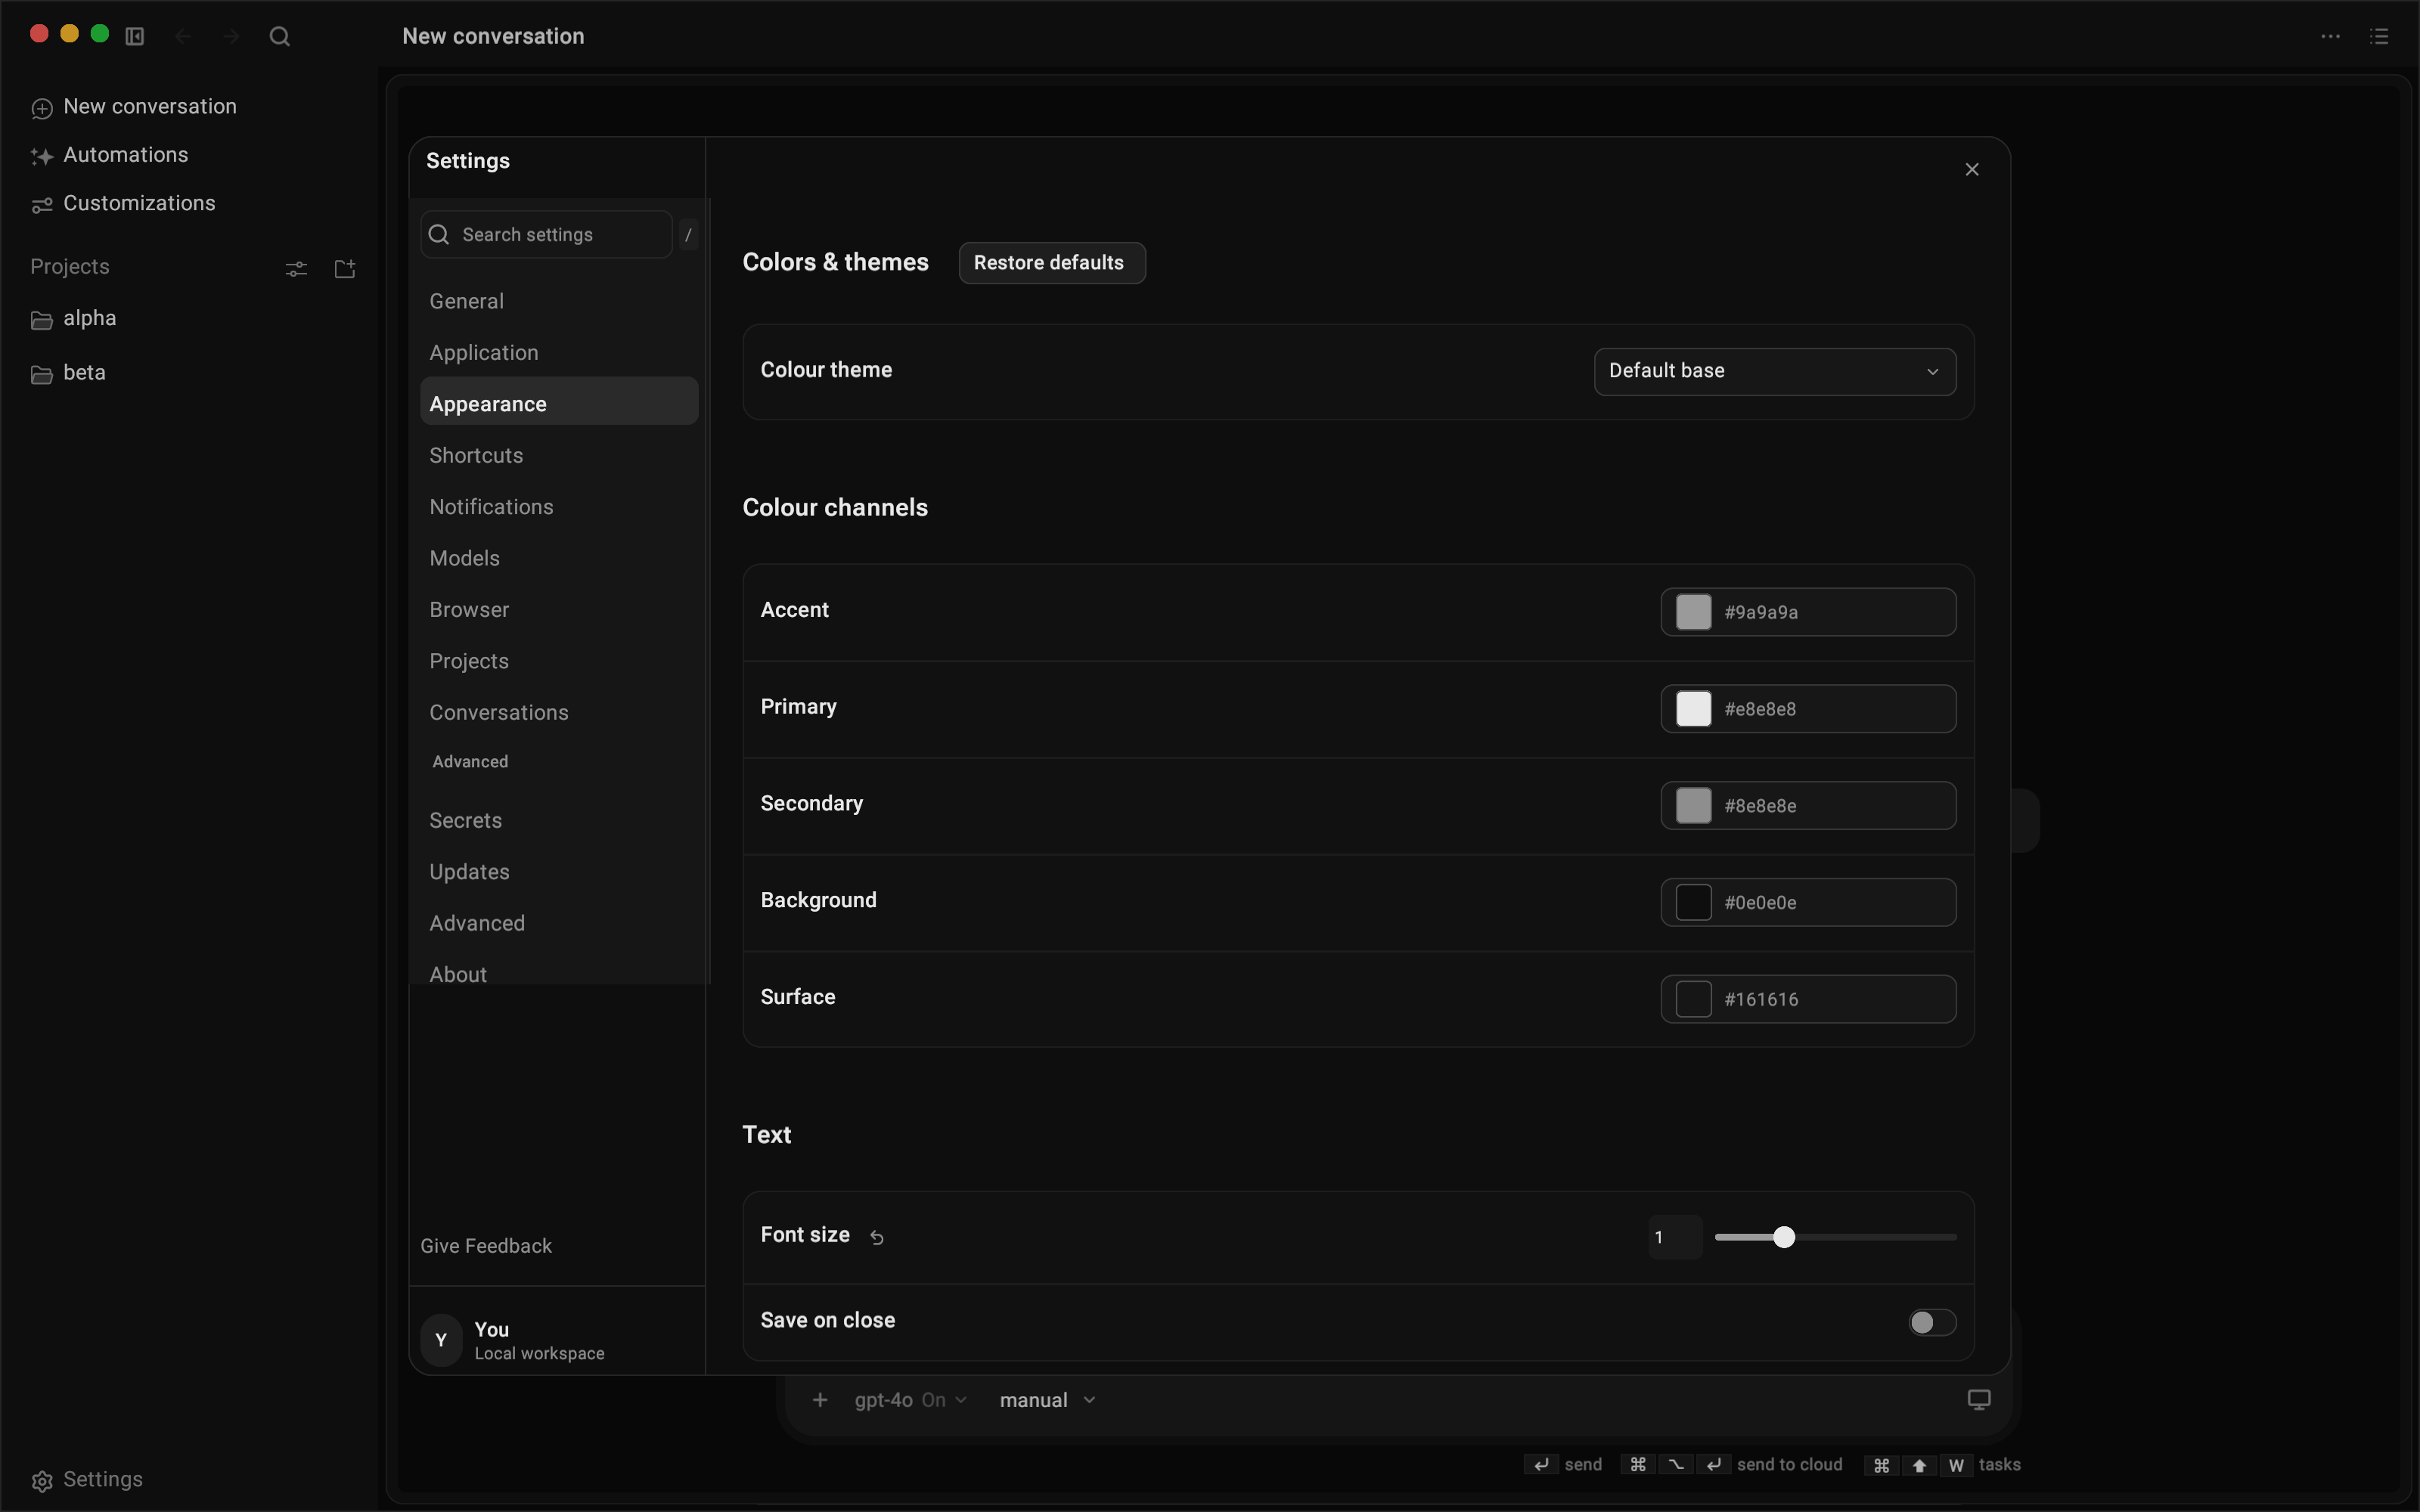 New conversation
New conversation
Automations
Customizations
Projects
alpha
beta
Settings
Settings
Search settings /
General
Application
Appearance
Shortcuts
Notifications
Models
Browser
Projects
Conversations
Advanced
Secrets
Updates
Advanced
About
Give Feedback
Y
You
Local workspace
Colors & themes Restore defaults
Colour theme Default base
Colour channels
Accent #9a9a9a
Primary #e8e8e8
Secondary #8e8e8e
Background #0e0e0e
Surface #161616
Text
Font size 1
Save on close
gpt-4o On manual
↵ send ⌘ ⌥ ↵ send to cloud ⌘ ⬆ W tasks